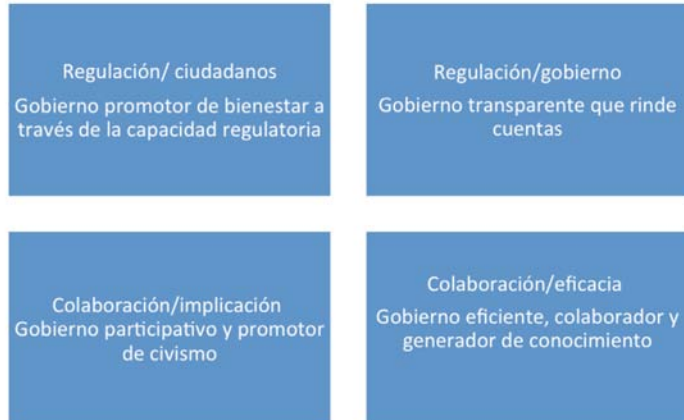 Regulación/ ciudadanos
Gobierno promotor de bienestar a
través de la capacidad regulatoria
Regulación/gobierno
Gobierno transparente que rinde
cuentas
Colaboración/implicación
Gobierno participativo y promotor
de civismo
Colaboración/eficacia
Gobierno eficiente, colaborador y
generador de conocimiento